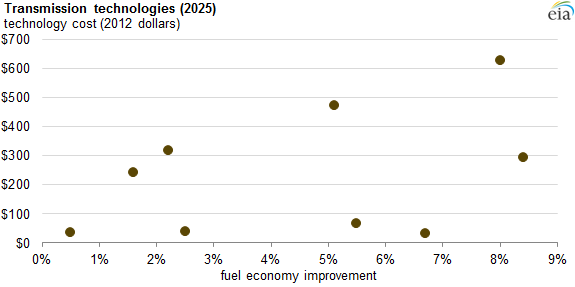 Transmission technologies (2025)
technology cost (2012 dollars)
eia
$700
$600
$500
$400
$300
$200
$100
$0
0% 1% 2% 3% 4% 5% 6% 7% 8% 9%
fuel economy improvement